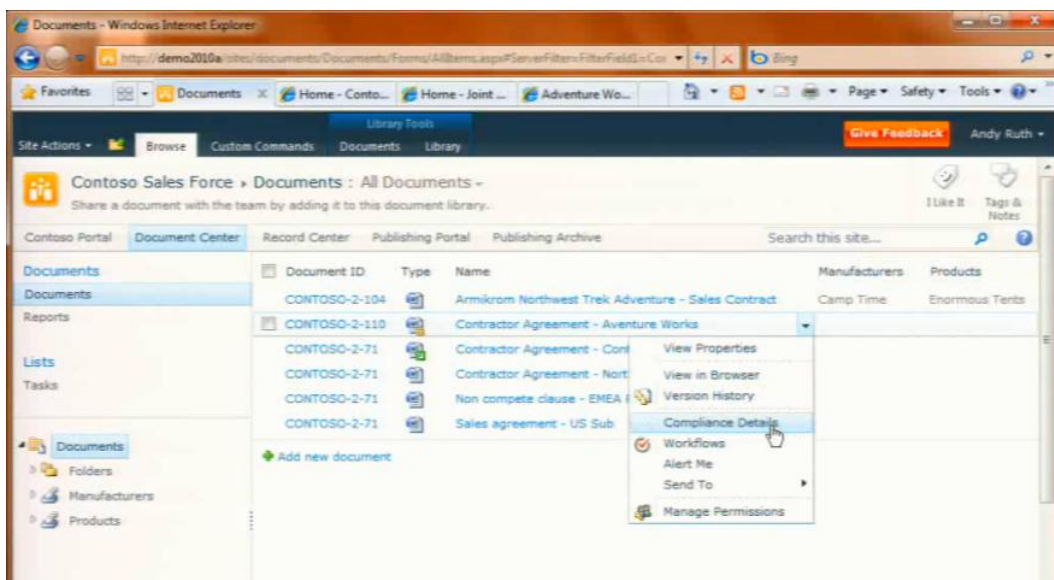 Documents - Windows Internet Explorer
http://demo2010a/sites/documents/Documents/Forms/AllItems.aspx#ServerFilter=FilterField1=Cor
Bing
Favorites Documents Home - Conto... Home - Joint ... Adventure Wo... Page Safety Tools
Library Tools
Site Actions Browse Custom Commands Documents Library Give Feedback Andy Ruth
Contoso Sales Force Documents : All Documents
Share a document with the team by adding it to this document library.
I Like It Tags &
Notes
Contoso Portal Document Center Record Center Publishing Portal Publishing Archive Search this site...
Documents Document ID Type Name Manufacturers Products
Documents CONTOSO-2-104 Armikrom Northwest Trek Adventure - Sales Contract Camp Time Enormous Tents
Reports CONTOSO-2-110 Contractor Agreement - Aventure Works
CONTOSO-2-71 Contractor Agreement - Cont View Properties
Lists
CONTOSO-2-71 Contractor Agreement - Nort View in Browser
Tasks CONTOSO-2-71 Non compete clause - EMEA Version History
CONTOSO-2-71 Sales agreement - US Sub Compliance Details
Documents Workflows
Add new document Alert Me
Folders Send To
Manufacturers Manage Permissions
Products